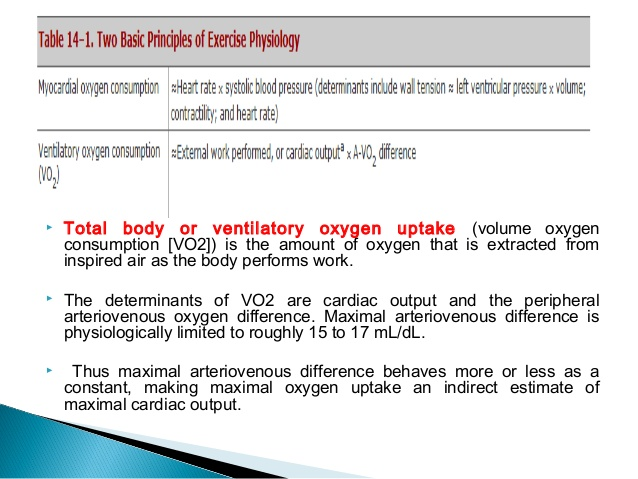 Table 14-1. Two Basic Principles of Exercise Physiology
Myocardial oxygen consumption ≈Heart rate x systolic blood pressure (determinants include wall tension ≈ left ventricular pressure x volume;
contractility; and heart rate)
Ventilatory oxygen consumption ≈External work performed, or cardiac outputᵃ x A-VO₂ difference
(VO₂)
Total body or ventilatory oxygen uptake (volume oxygen
consumption [VO2]) is the amount of oxygen that is extracted from
inspired air as the body performs work.
The determinants of VO2 are cardiac output and the peripheral
arteriovenous oxygen difference. Maximal arteriovenous difference is
physiologically limited to roughly 15 to 17 mL/dL.
Thus maximal arteriovenous difference behaves more or less as a
constant, making maximal oxygen uptake an indirect estimate of
maximal cardiac output.